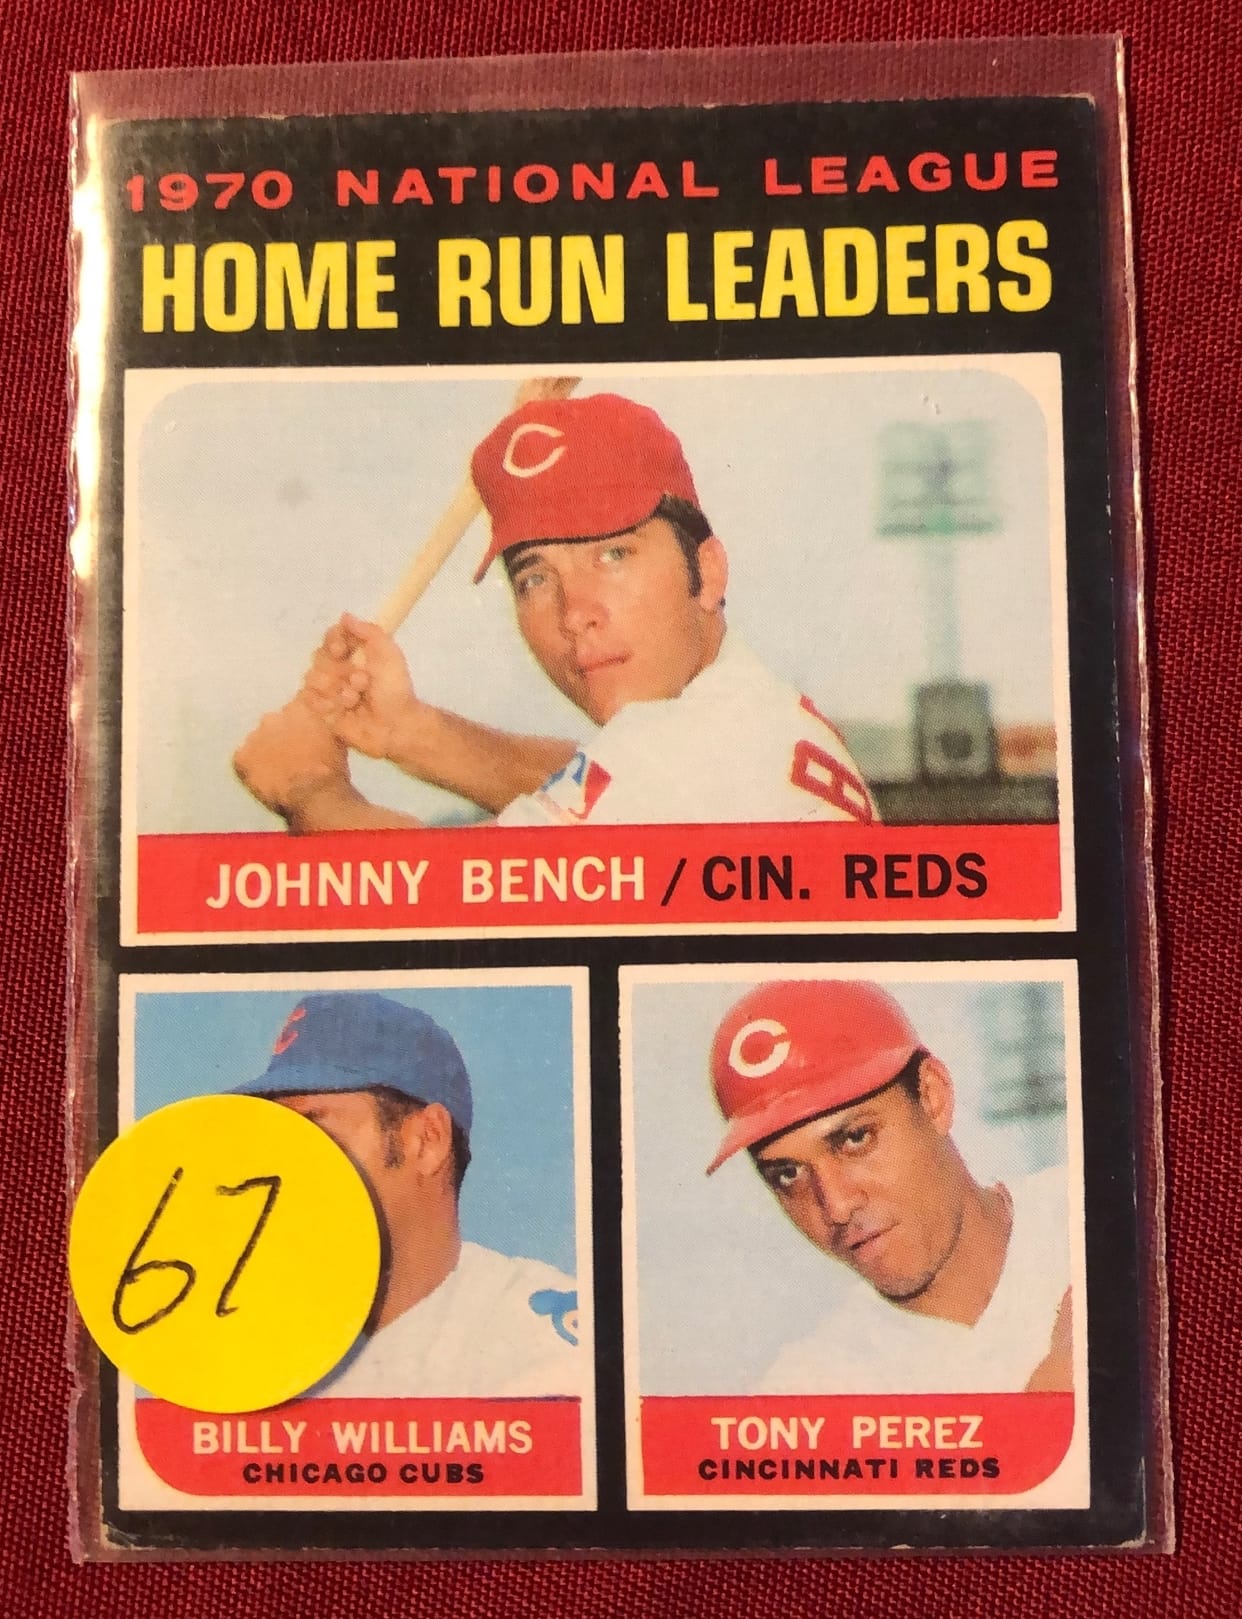 1970 NATIONAL LEAGUE
HOME RUN LEADERS
C
8
JOHNNY BENCH / CIN. REDS
C
C
67
BILLY WILLIAMS
CHICAGO CUBS
TONY PEREZ
CINCINNATI REDS